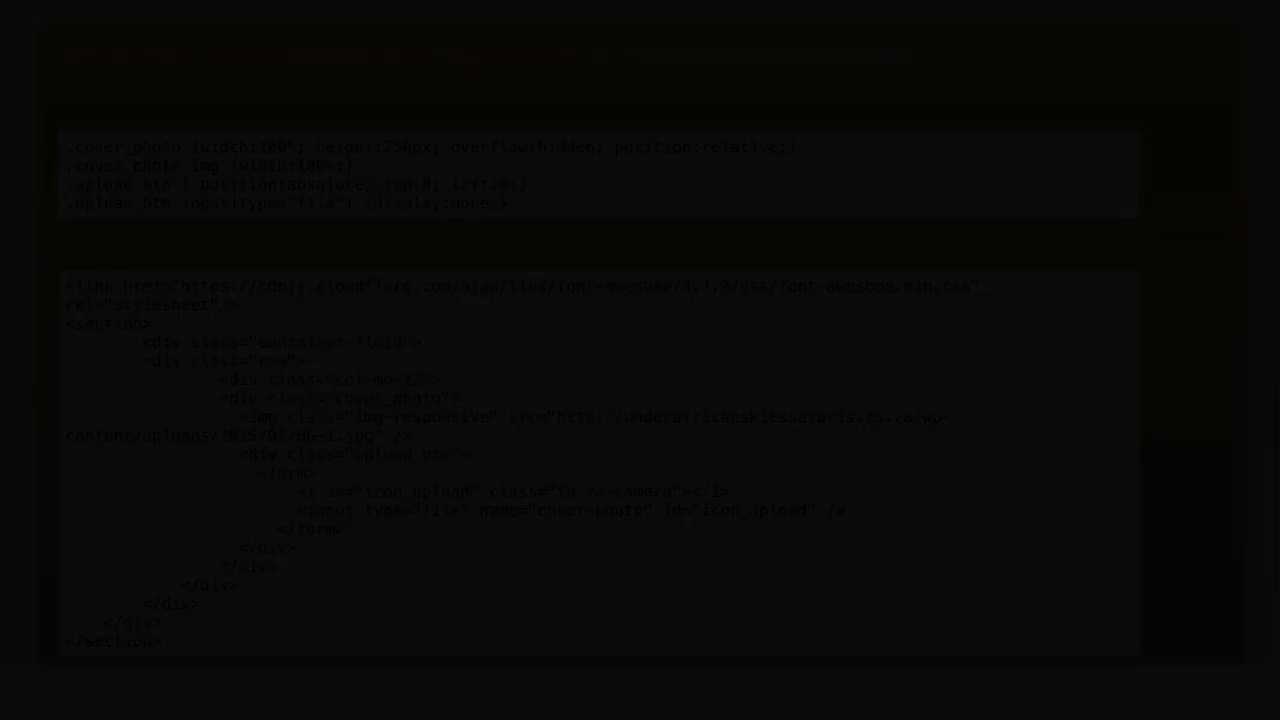 .cover_photo {width:100%; height:250px; overflow:hidden; position:relative;}
.cover_photo img {width:100%;}
.upload_btn { position:absolute; top:0; left:0;}
.upload_btn input[type="file"] {display:none;}
<link href="https://cdnjs.cloudflare.com/ajax/libs/font-awesome/4.7.0/css/font-awesome.min.css"
rel="stylesheet"/>
<section>
<div class="container-fluid">
<div class="row">
<div class="col-md-12">
<div class="cover_photo">
<img class="img-responsive" src="http://underafricanskiessafaris.co.za/wp-
content/uploads/2015/02/BG-1.jpg" />
<div class="upload_btn">
<form>
<i id="icon_upload" class="fa fa-camera"></i>
<input type="file" name="cover-photo" id="icon_upload" />
</form>
</div>
</div>
</div>
</div>
</div>
</section>